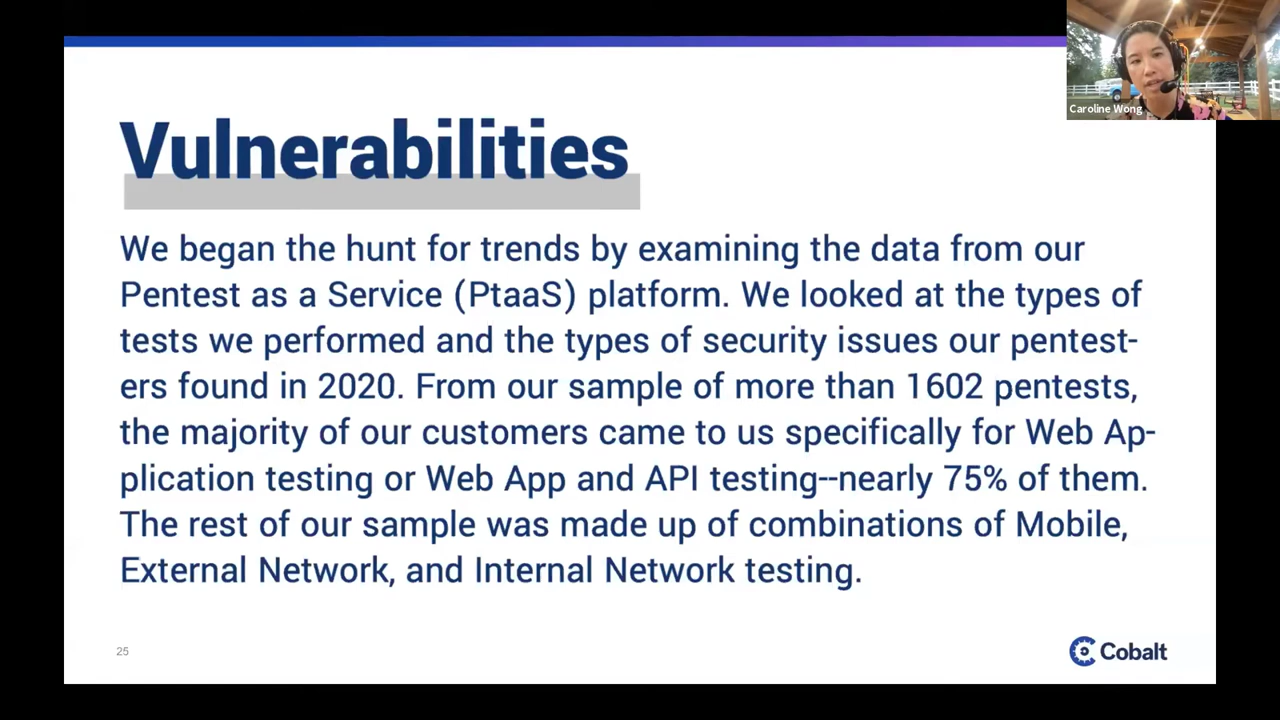 Caroline Wong
Vulnerabilities
We began the hunt for trends by examining the data from our
Pentest as a Service (PtaaS) platform. We looked at the types of
tests we performed and the types of security issues our pentest-
ers found in 2020. From our sample of more than 1602 pentests,
the majority of our customers came to us specifically for Web Ap-
plication testing or Web App and API testing--nearly 75% of them.
The rest of our sample was made up of combinations of Mobile,
External Network, and Internal Network testing.
25
Cobalt